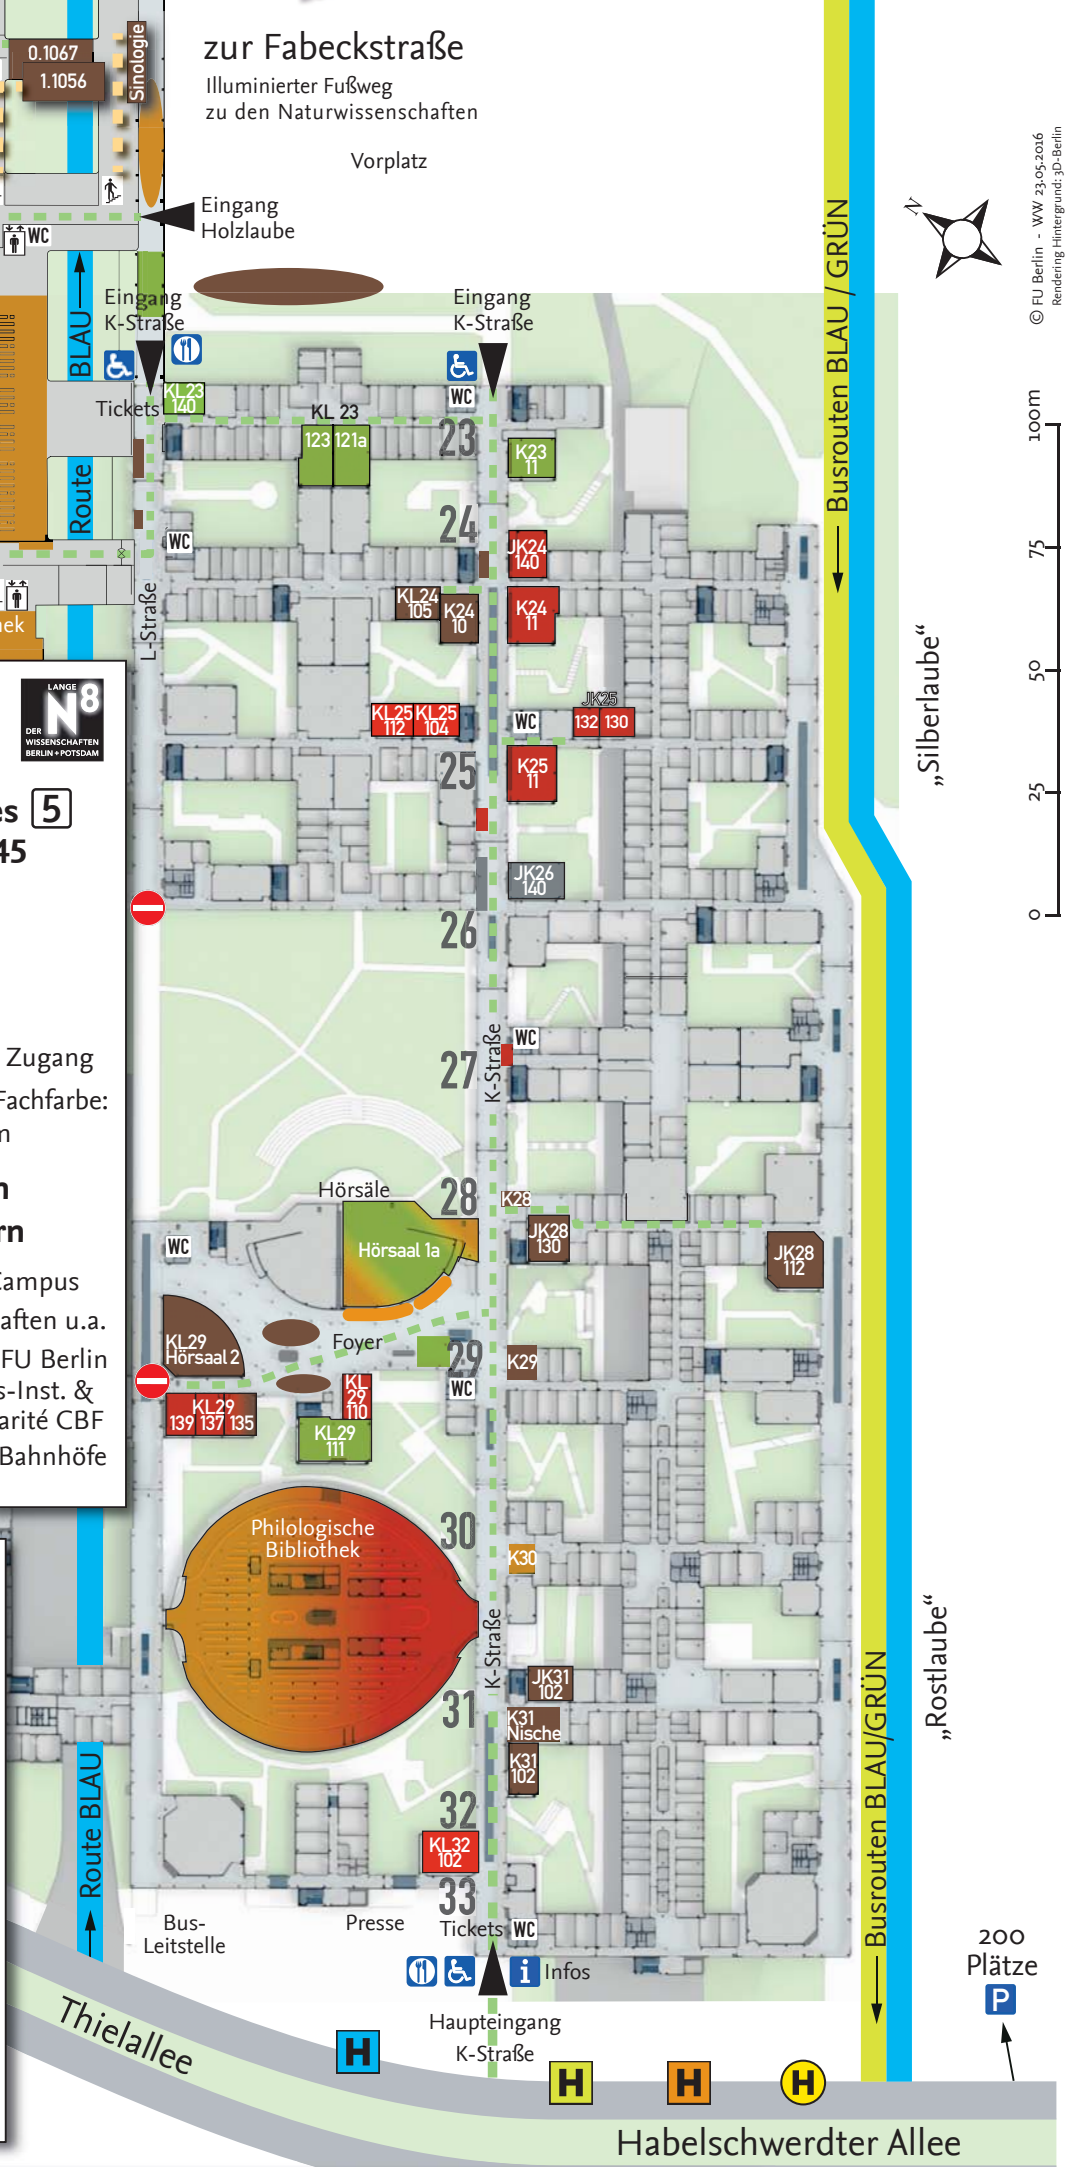 0.1067
1.1056
Sinologie
zur Fabeckstraße
Illuminierter Fußweg
zu den Naturwissenschaften
Vorplatz
Eingang
Holzlaube
WC
BLAU
Route
Eingang
K-Straße
Eingang
K-Straße
Tickets
KL23
140
WC
KL 23
123
121a
23
K23
11
24
WC
JK24
140
KL24
105
K24
10
K24
11
L-Straße
ek
LANGE
N8
DER
WISSENSCHAFTEN
BERLIN+POTSDAM
KL25
112
KL25
104
WC
JK25
132
130
25
K25
11
es 5
45
JK26
140
26
Zugang
Fachfarbe:
n
n
rn
Campus
aften u.a.
FU Berlin
s-Inst. &
arité CBF
Bahnhöfe
WC
27
K-Straße
Hörsäle
28
K28
JK28
130
JK28
112
WC
Hörsaal 1a
KL29
Hörsaal 2
Foyer
29
K29
WC
KL29
139
137
135
KL
29
110
KL29
111
Philologische
Bibliothek
30
K30
K-Straße
JK31
102
31
K31
Nische
K31
102
32
KL32
102
33
Route BLAU
Bus-
Leitstelle
Presse
Tickets
WC
i
Infos
Haupteingang
K-Straße
Thielallee
H
H
H
H
Habelschwerdter Allee
200
Plätze
P
Busrouten BLAU / GRÜN
Busrouten BLAU/GRÜN
„Silberlaube“
„Rostlaube“
N
© FU Berlin - WW 23.05.2016
Rendering Hintergrund: 3D-Berlin
100m
75
50
25
0